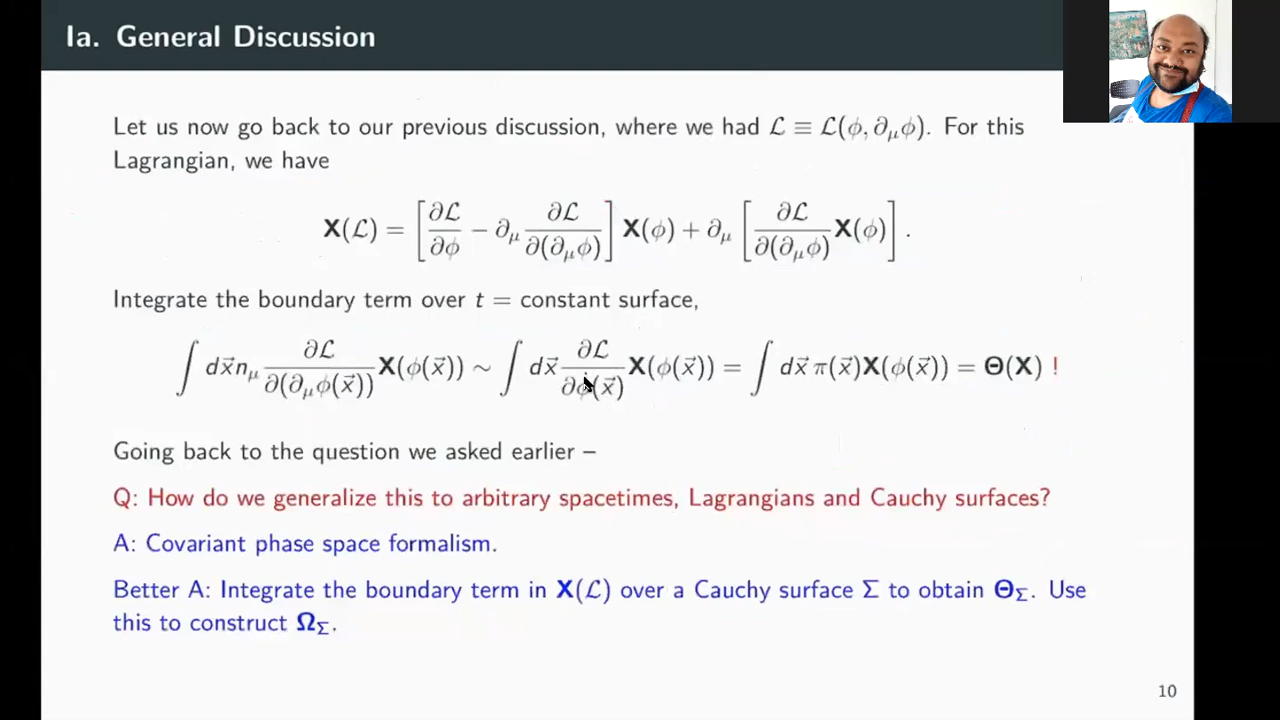 Ia. General Discussion
Let us now go back to our previous discussion, where we had ℒ ≡ ℒ(ϕ, ∂_μϕ). For this
Lagrangian, we have
X(ℒ) = [∂ℒ/∂ϕ − ∂_μ ∂ℒ/∂(∂_μϕ)] X(ϕ) + ∂_μ [∂ℒ/∂(∂_μϕ) X(ϕ)] .
Integrate the boundary term over t = constant surface,
∫ dx⃗ n_μ ∂ℒ/∂(∂_μϕ(x⃗)) X(ϕ(x⃗)) ∼ ∫ dx⃗ ∂ℒ/∂ϕ̇(x⃗) X(ϕ(x⃗)) = ∫ dx⃗ π(x⃗)X(ϕ(x⃗)) = Θ(X) !
Going back to the question we asked earlier –
Q: How do we generalize this to arbitrary spacetimes, Lagrangians and Cauchy surfaces?
A: Covariant phase space formalism.
Better A: Integrate the boundary term in X(ℒ) over a Cauchy surface Σ to obtain Θ_Σ. Use
this to construct Ω_Σ.
10